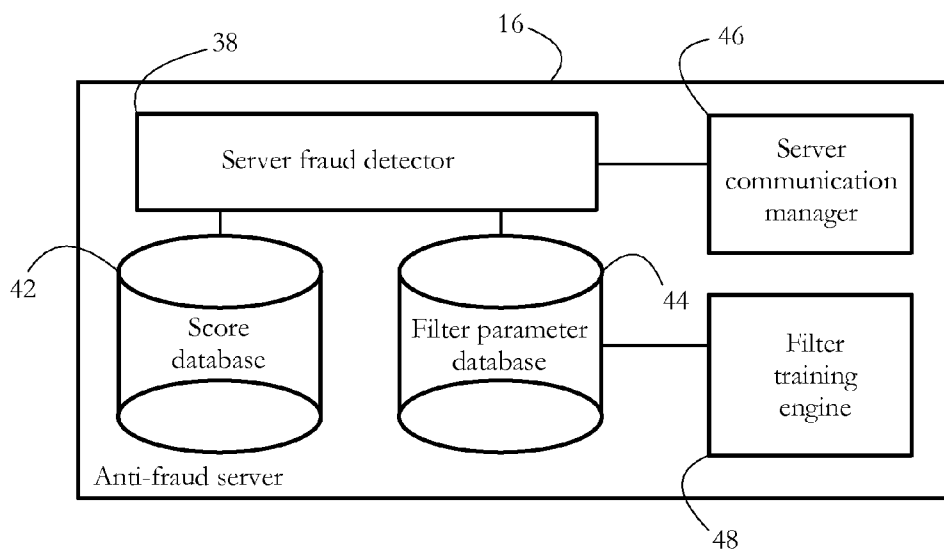 16
38
46
Server fraud detector
Server
communication
manager
42
44
Score
database
Filter parameter
database
Filter
training
engine
Anti-fraud server
48